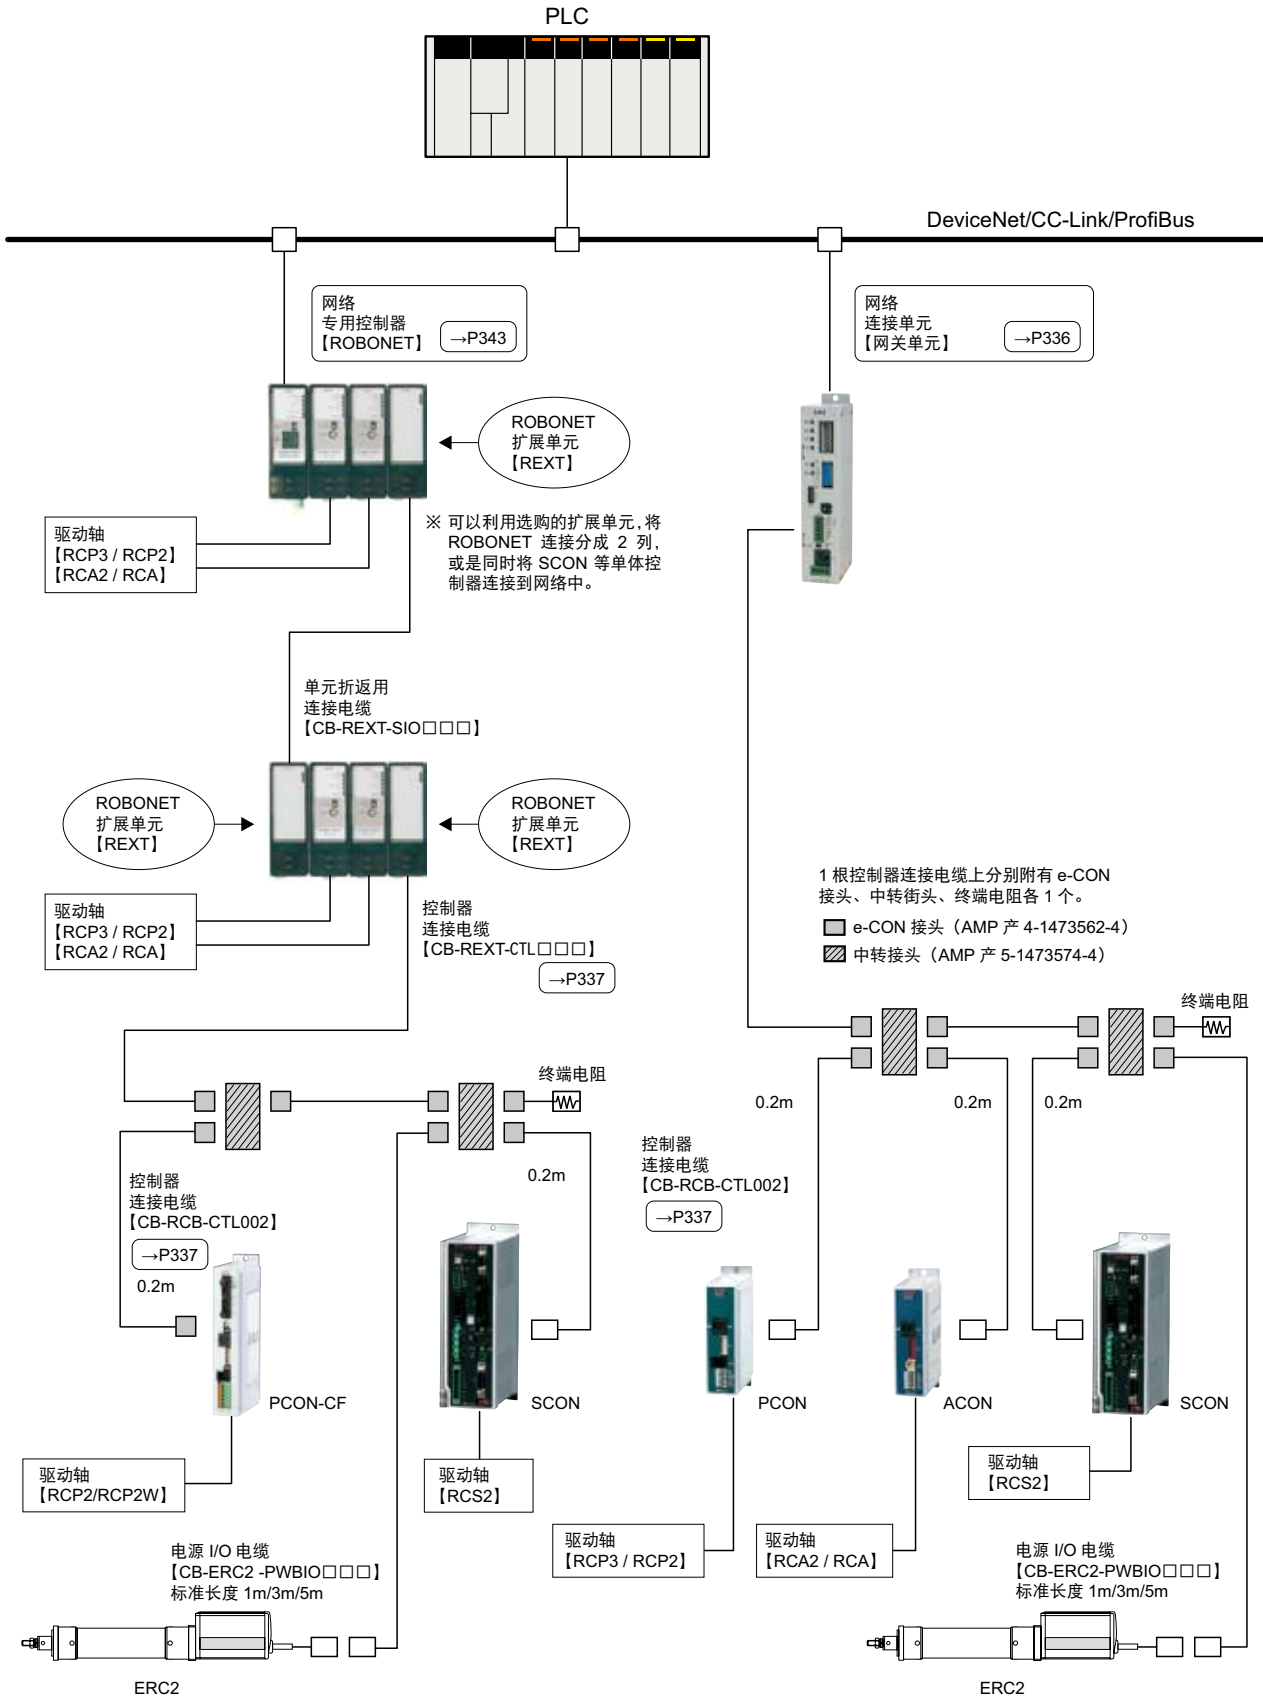 PLC
DeviceNet/CC-Link/ProfiBus
网络
专用控制器
【ROBONET】
→P343
网络
连接单元
【网关单元】
→P336
ROBONET
扩展单元
【REXT】
驱动轴
【RCP3 / RCP2】
【RCA2 / RCA】
※ 可以利用选购的扩展单元,将
ROBONET 连接分成 2 列,
或是同时将 SCON 等单体控
制器连接到网络中。
单元折返用
连接电缆
【CB-REXT-SIO□□□】
ROBONET
扩展单元
【REXT】
ROBONET
扩展单元
【REXT】
驱动轴
【RCP3 / RCP2】
【RCA2 / RCA】
控制器
连接电缆
【CB-REXT-CTL□□□】
→P337
1 根控制器连接电缆上分别附有 e-CON
接头、中转街头、终端电阻各 1 个。
e-CON 接头（AMP 产 4-1473562-4）
中转接头（AMP 产 5-1473574-4）
终端电阻
终端电阻
0.2m
0.2m
0.2m
0.2m
控制器
连接电缆
【CB-RCB-CTL002】
→P337
0.2m
控制器
连接电缆
【CB-RCB-CTL002】
→P337
PCON-CF
SCON
PCON
ACON
SCON
驱动轴
【RCP2/RCP2W】
驱动轴
【RCS2】
驱动轴
【RCS2】
驱动轴
【RCP3 / RCP2】
驱动轴
【RCA2 / RCA】
电源 I/O 电缆
【CB-ERC2 -PWBIO□□□】
标准长度 1m/3m/5m
电源 I/O 电缆
【CB-ERC2-PWBIO□□□】
标准长度 1m/3m/5m
ERC2
ERC2